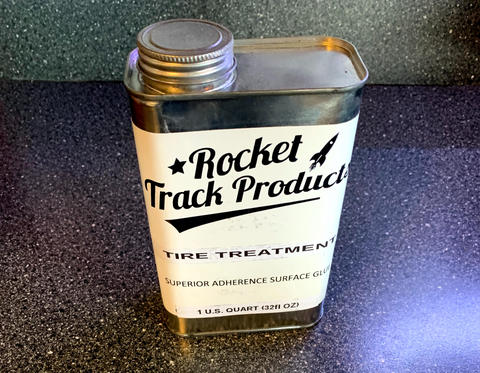 Rocket
Track Products
TIRE TREATMENT
SUPERIOR ADHERENCE SURFACE GLUE
1 U.S. QUART (32fl OZ)